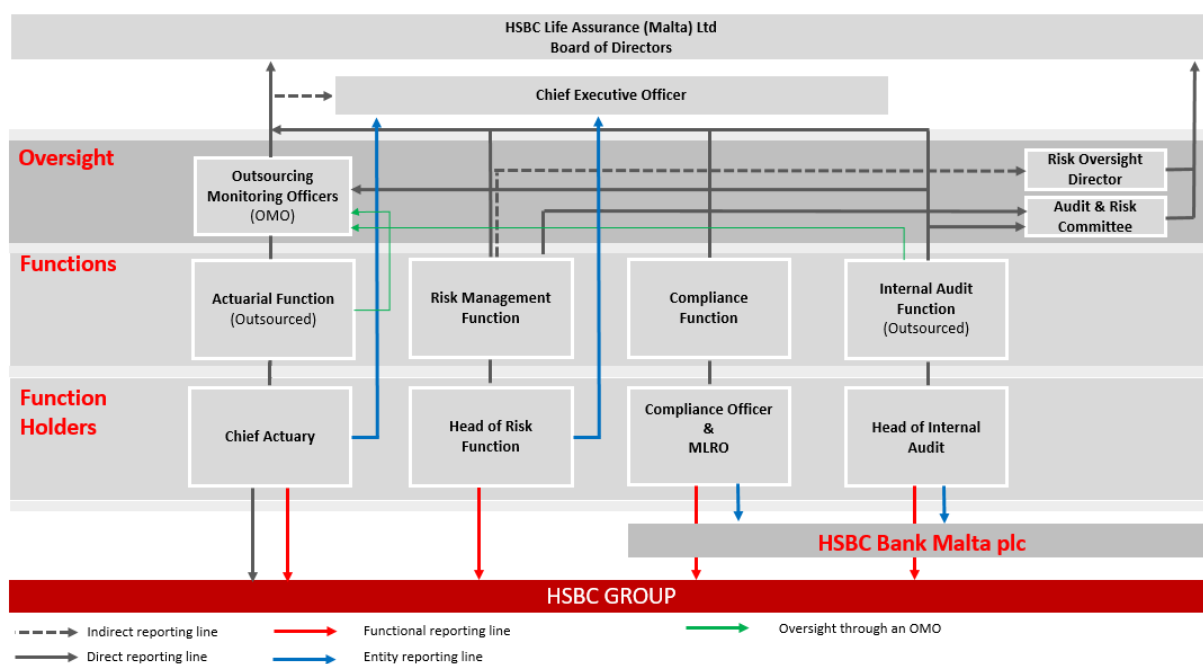 HSBC Life Assurance (Malta) Ltd
Board of Directors
Chief Executive Officer
Oversight
Outsourcing
Monitoring Officers
(OMO)
Risk Oversight
Director
Audit & Risk
Committee
Functions
Actuarial Function
(Outsourced)
Risk Management
Function
Compliance
Function
Internal Audit
Function
(Outsourced)
Function
Holders
Chief Actuary
Head of Risk
Function
Compliance Officer
&
MLRO
Head of Internal
Audit
HSBC Bank Malta plc
HSBC GROUP
Indirect reporting line
Functional reporting line
Oversight through an OMO
Direct reporting line
Entity reporting line